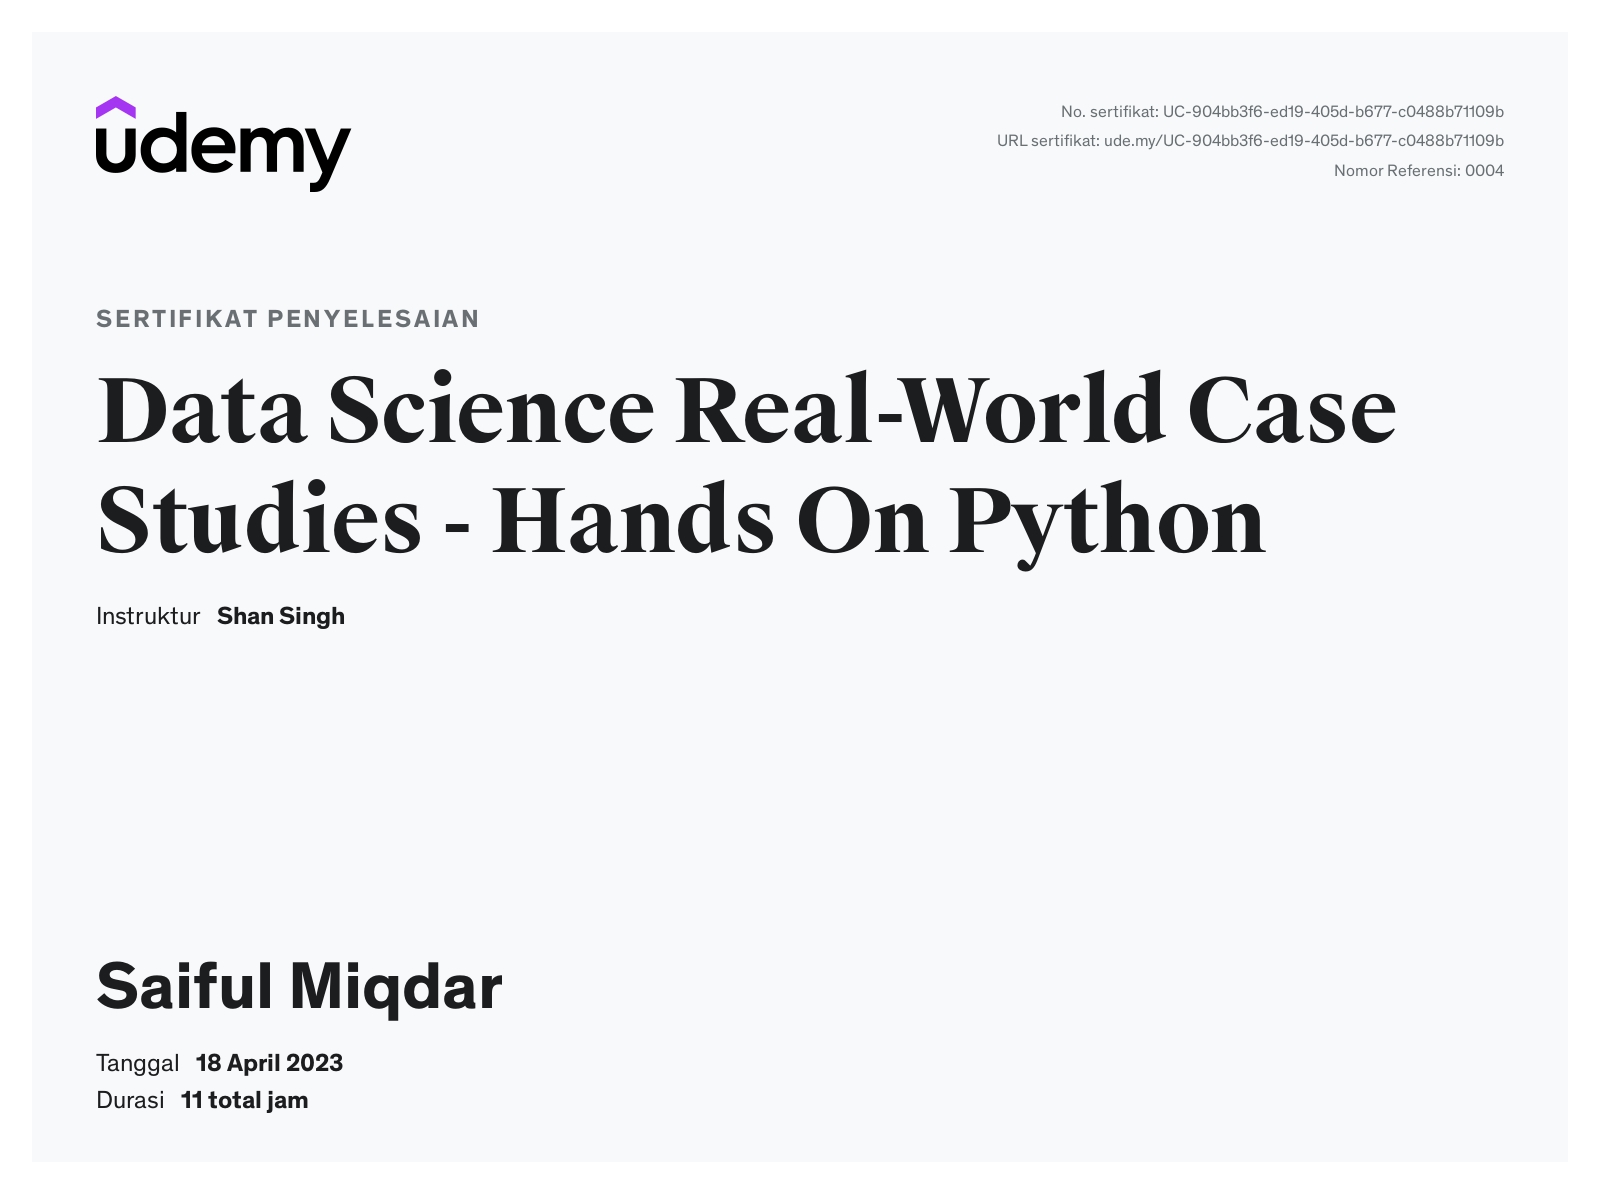 udemy
No. sertifikat: UC-904bb3f6-ed19-405d-b677-c0488b71109b
URL sertifikat: ude.my/UC-904bb3f6-ed19-405d-b677-c0488b71109b
Nomor Referensi: 0004
SERTIFIKAT PENYELESAIAN
Data Science Real-World Case
Studies - Hands On Python
Instruktur Shan Singh
Saiful Miqdar
Tanggal 18 April 2023
Durasi 11 total jam